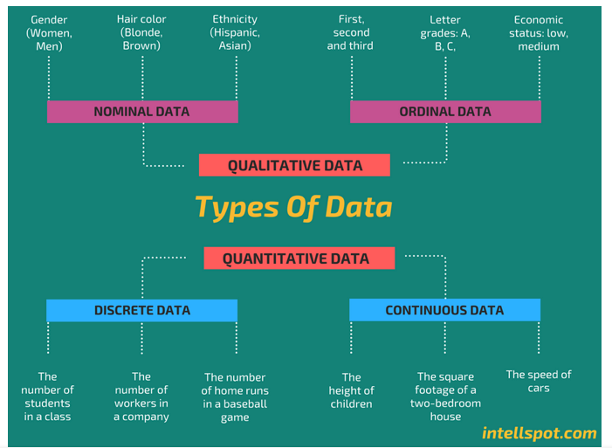 Gender
(Women,
Men)
Hair color
(Blonde,
Brown)
Ethnicity
(Hispanic,
Asian)
First,
second
and third
Letter
grades: A,
B, C,
Economic
status: low,
medium
NOMINAL DATA
ORDINAL DATA
QUALITATIVE DATA
Types Of Data
QUANTITATIVE DATA
DISCRETE DATA
CONTINUOUS DATA
The
number of
students
in a class
The
number of
workers in
a company
The number
of home runs
in a baseball
game
The
height of
children
The square
footage of a
two-bedroom
house
The speed of
cars
intellspot.com